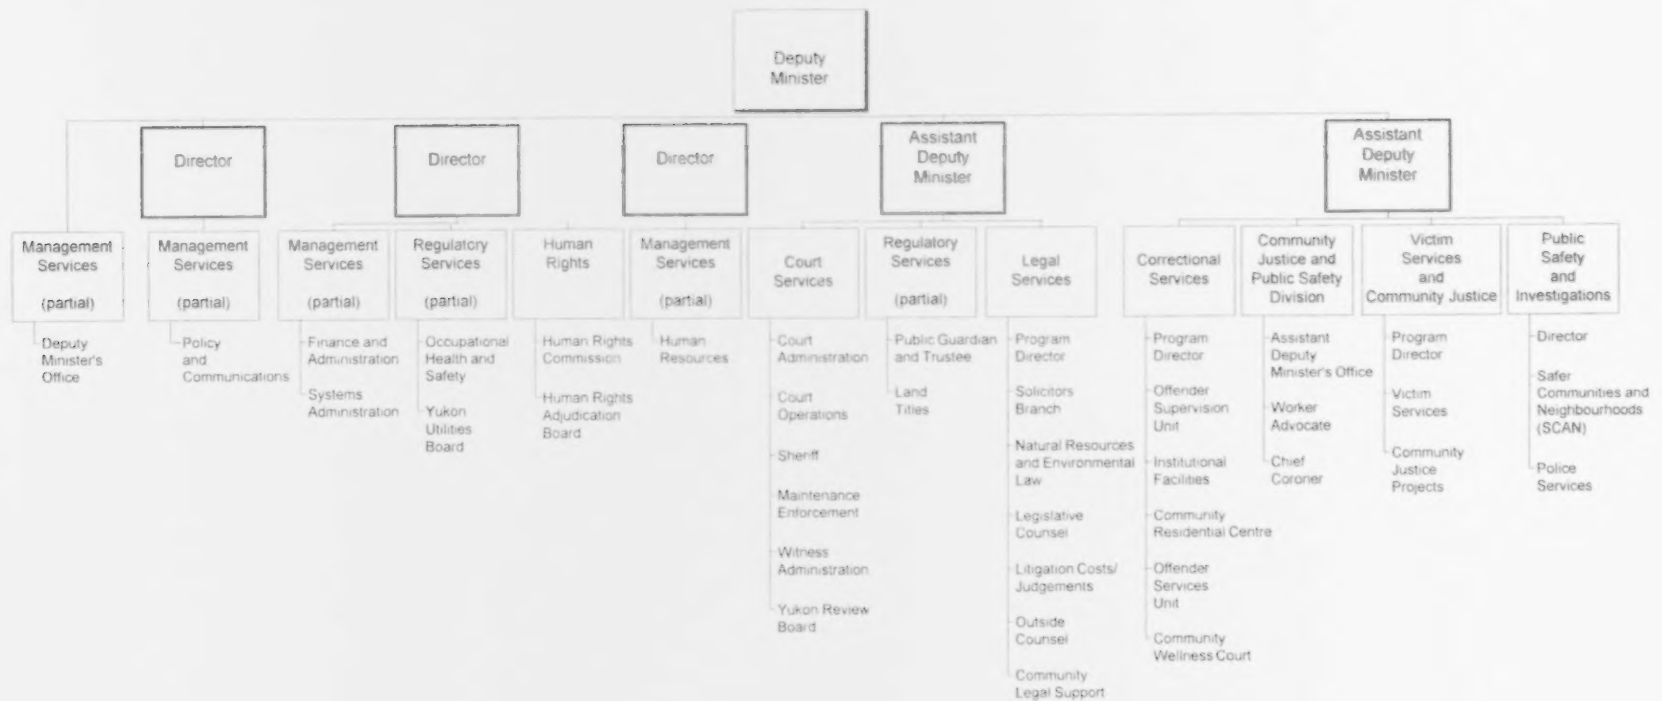 Deputy
Minister
Director
Director
Director
Assistant
Deputy
Minister
Assistant
Deputy
Minister
Management
Services
(partial)
Deputy
Minister's
Office
Management
Services
(partial)
Policy
and
Communications
Management
Services
(partial)
Finance and
Administration
Systems
Administration
Regulatory
Services
(partial)
Occupational
Health and
Safety
Yukon
Utilities
Board
Human
Rights
Human Rights
Commission
Human Rights
Adjudication
Board
Management
Services
(partial)
Human
Resources
Court
Services
Court
Administration
Court
Operations
Sheriff
Maintenance
Enforcement
Witness
Administration
Yukon Review
Board
Regulatory
Services
(partial)
Public Guardian
and Trustee
Land
Titles
Legal
Services
Program
Director
Solicitors
Branch
Natural Resources
and Environmental
Law
Legislative
Counsel
Litigation Costs/
Judgements
Outside
Counsel
Community
Legal Support
Correctional
Services
Program
Director
Offender
Supervision
Unit
Institutional
Facilities
Community
Residential Centre
Offender
Services
Unit
Community
Wellness Court
Community
Justice and
Public Safety
Division
Assistant
Deputy
Minister's Office
Worker
Advocate
Chief
Coroner
Victim
Services
and
Community Justice
Program
Director
Victim
Services
Community
Justice
Projects
Public
Safety
and
Investigations
Director
Safer
Communities and
Neighbourhoods
(SCAN)
Police
Services